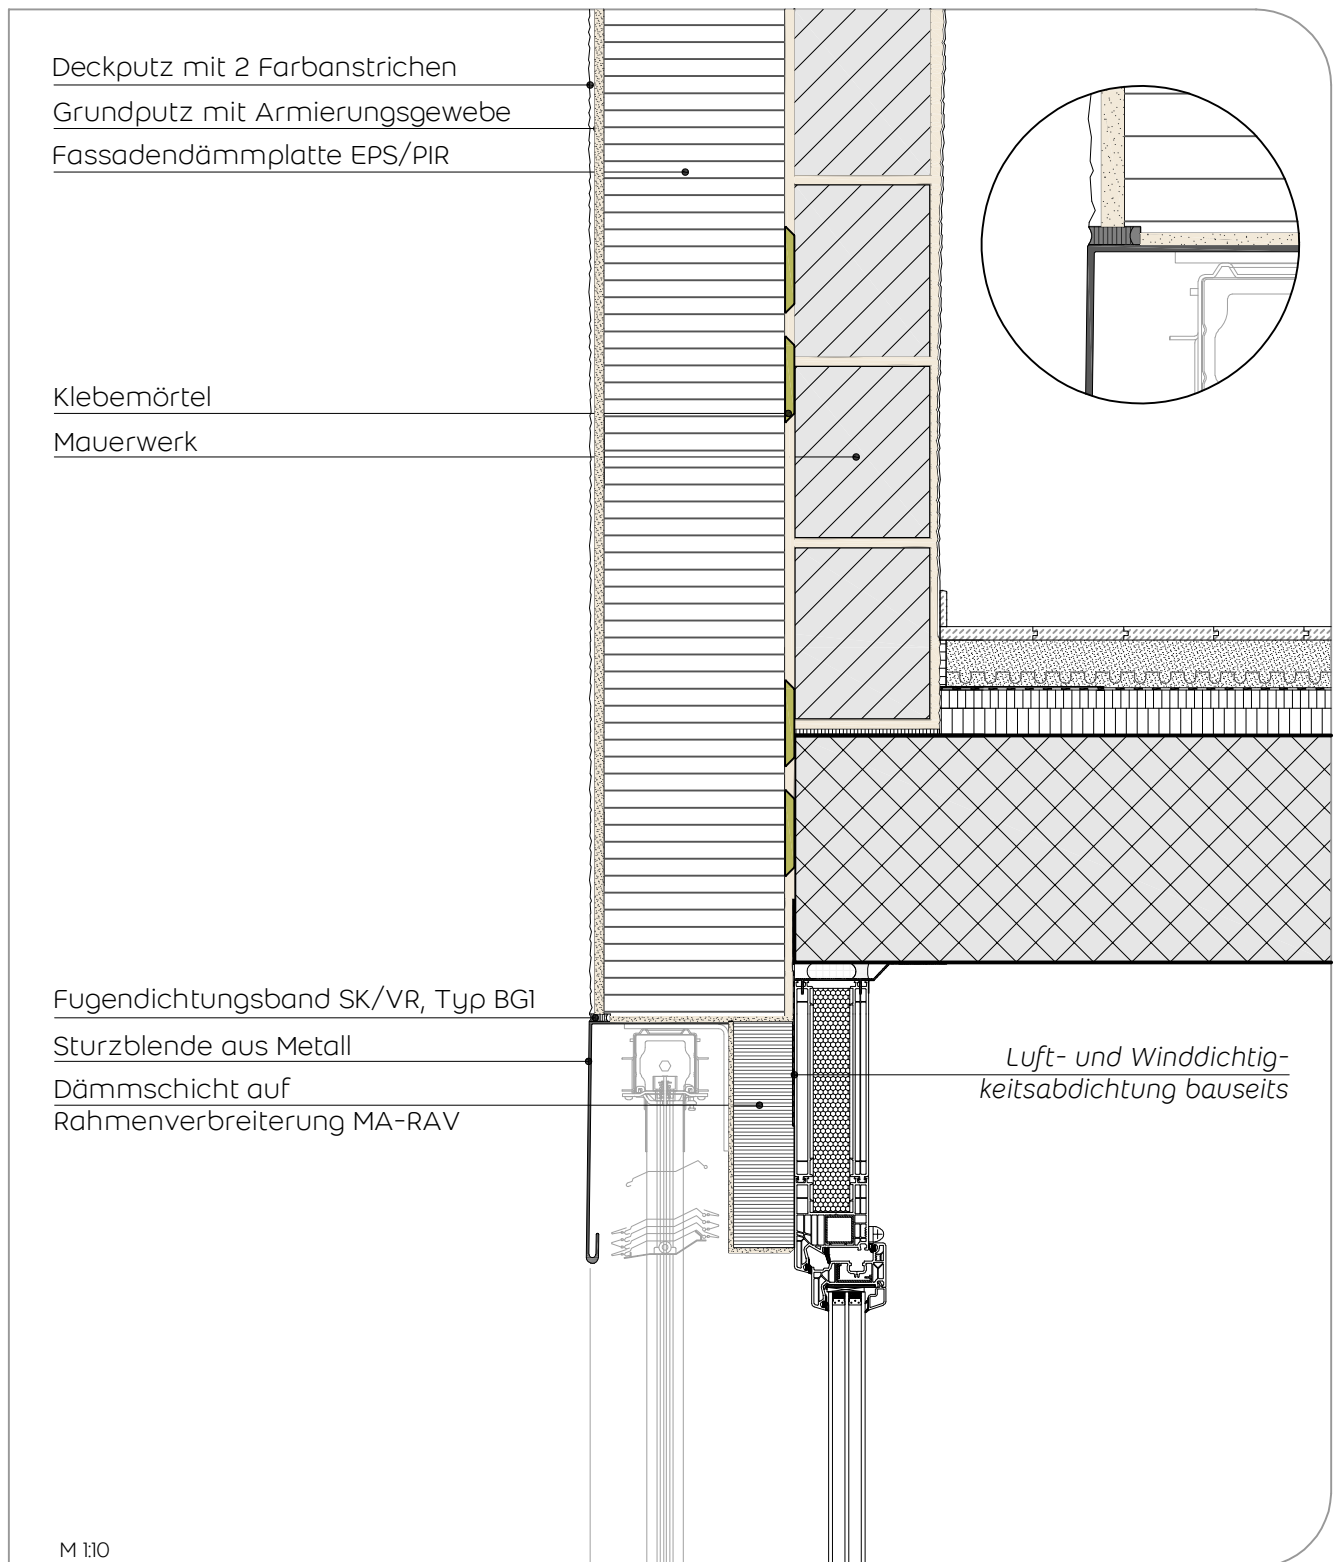 Deckputz mit 2 Farbanstrichen
Grundputz mit Armierungsgewebe
Fassadendämmplatte EPS/PIR
Klebemörtel
Mauerwerk
Fugendichtungsband SK/VR, Typ BG1
Sturzblende aus Metall
Dämmschicht auf
Rahmenverbreiterung MA-RAV
Luft- und Winddichtig-
keitsabdichtung bauseits
M 1:10